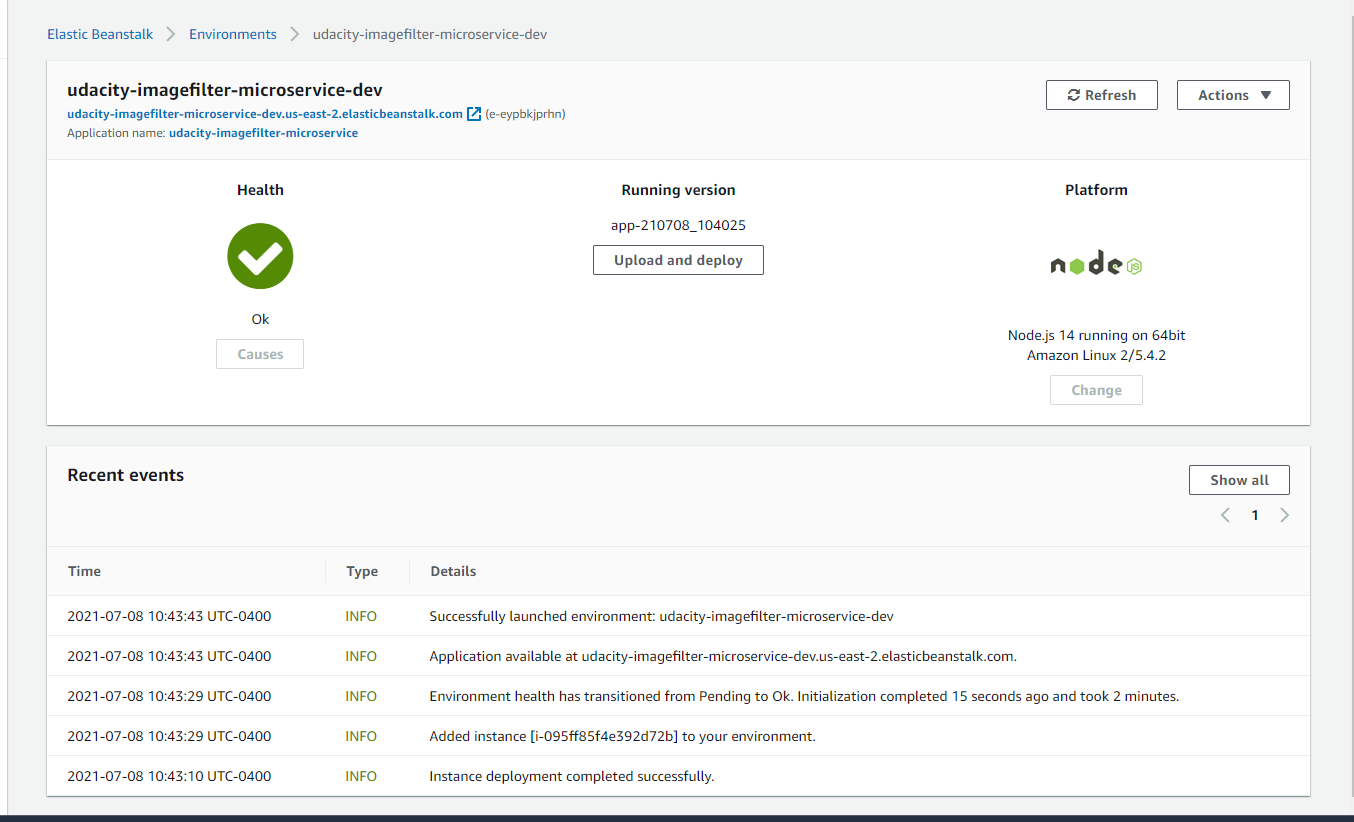 Elastic Beanstalk > Environments > udacity-imagefilter-microservice-dev
udacity-imagefilter-microservice-dev
Refresh
Actions
udacity-imagefilter-microservice-dev.us-east-2.elasticbeanstalk.com (e-eypbkjprhn)
Application name: udacity-imagefilter-microservice
Health
Ok
Causes
Running version
app-210708_104025
Upload and deploy
Platform
node JS
Node.js 14 running on 64bit
Amazon Linux 2/5.4.2
Change
Recent events
Show all
1
Time Type Details
2021-07-08 10:43:43 UTC-0400 INFO Successfully launched environment: udacity-imagefilter-microservice-dev
2021-07-08 10:43:43 UTC-0400 INFO Application available at udacity-imagefilter-microservice-dev.us-east-2.elasticbeanstalk.com.
2021-07-08 10:43:29 UTC-0400 INFO Environment health has transitioned from Pending to Ok. Initialization completed 15 seconds ago and took 2 minutes.
2021-07-08 10:43:29 UTC-0400 INFO Added instance [i-095ff85f4e392d72b] to your environment.
2021-07-08 10:43:10 UTC-0400 INFO Instance deployment completed successfully.